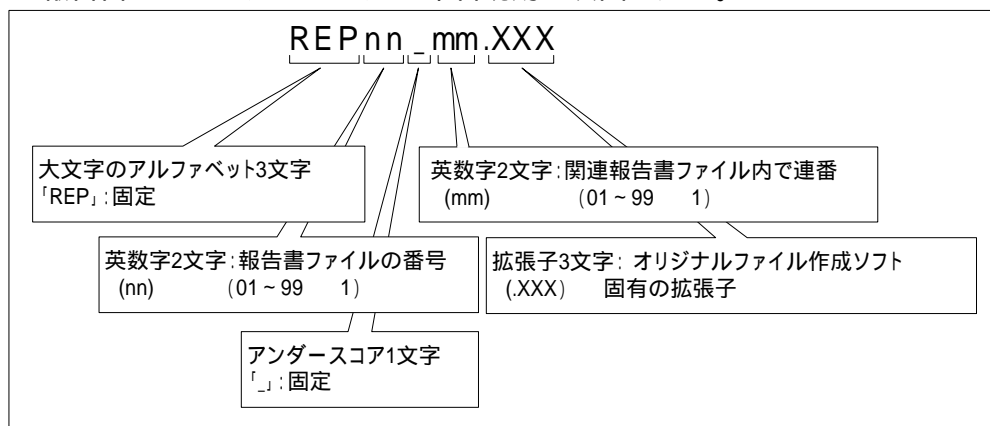 REPnn_mm.XXX
大文字のアルファベット3文字
「REP」:固定
英数字2文字:関連報告書ファイル内で連番
(mm) (01~99 1)
英数字2文字:報告書ファイルの番号
(nn) (01~99 1)
拡張子3文字: オリジナルファイル作成ソフト
(.XXX) 固有の拡張子
アンダースコア1文字
「_」:固定